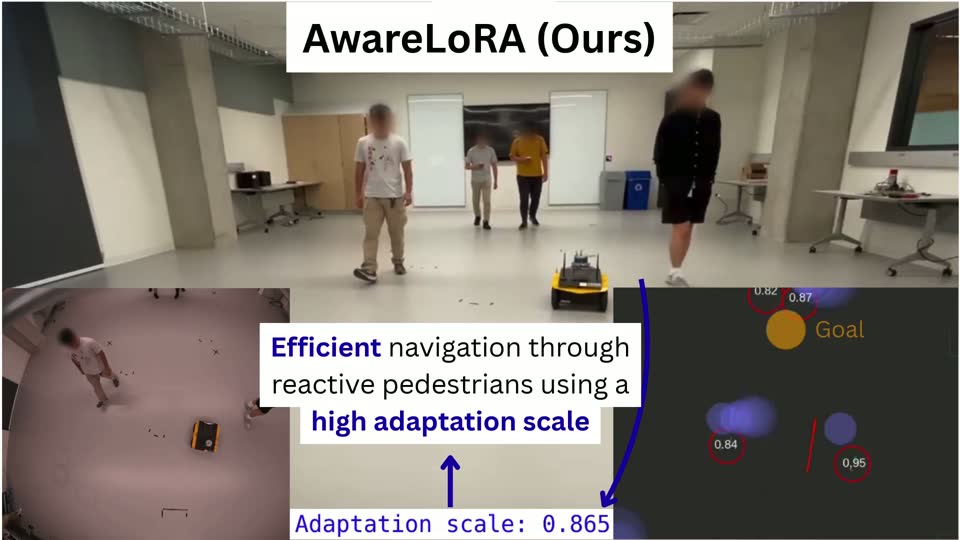 AwareLoRA (Ours)
0.82
0.87
Goal
Efficient navigation through
reactive pedestrians using a
high adaptation scale
0.84
0.95
Adaptation scale: 0.865